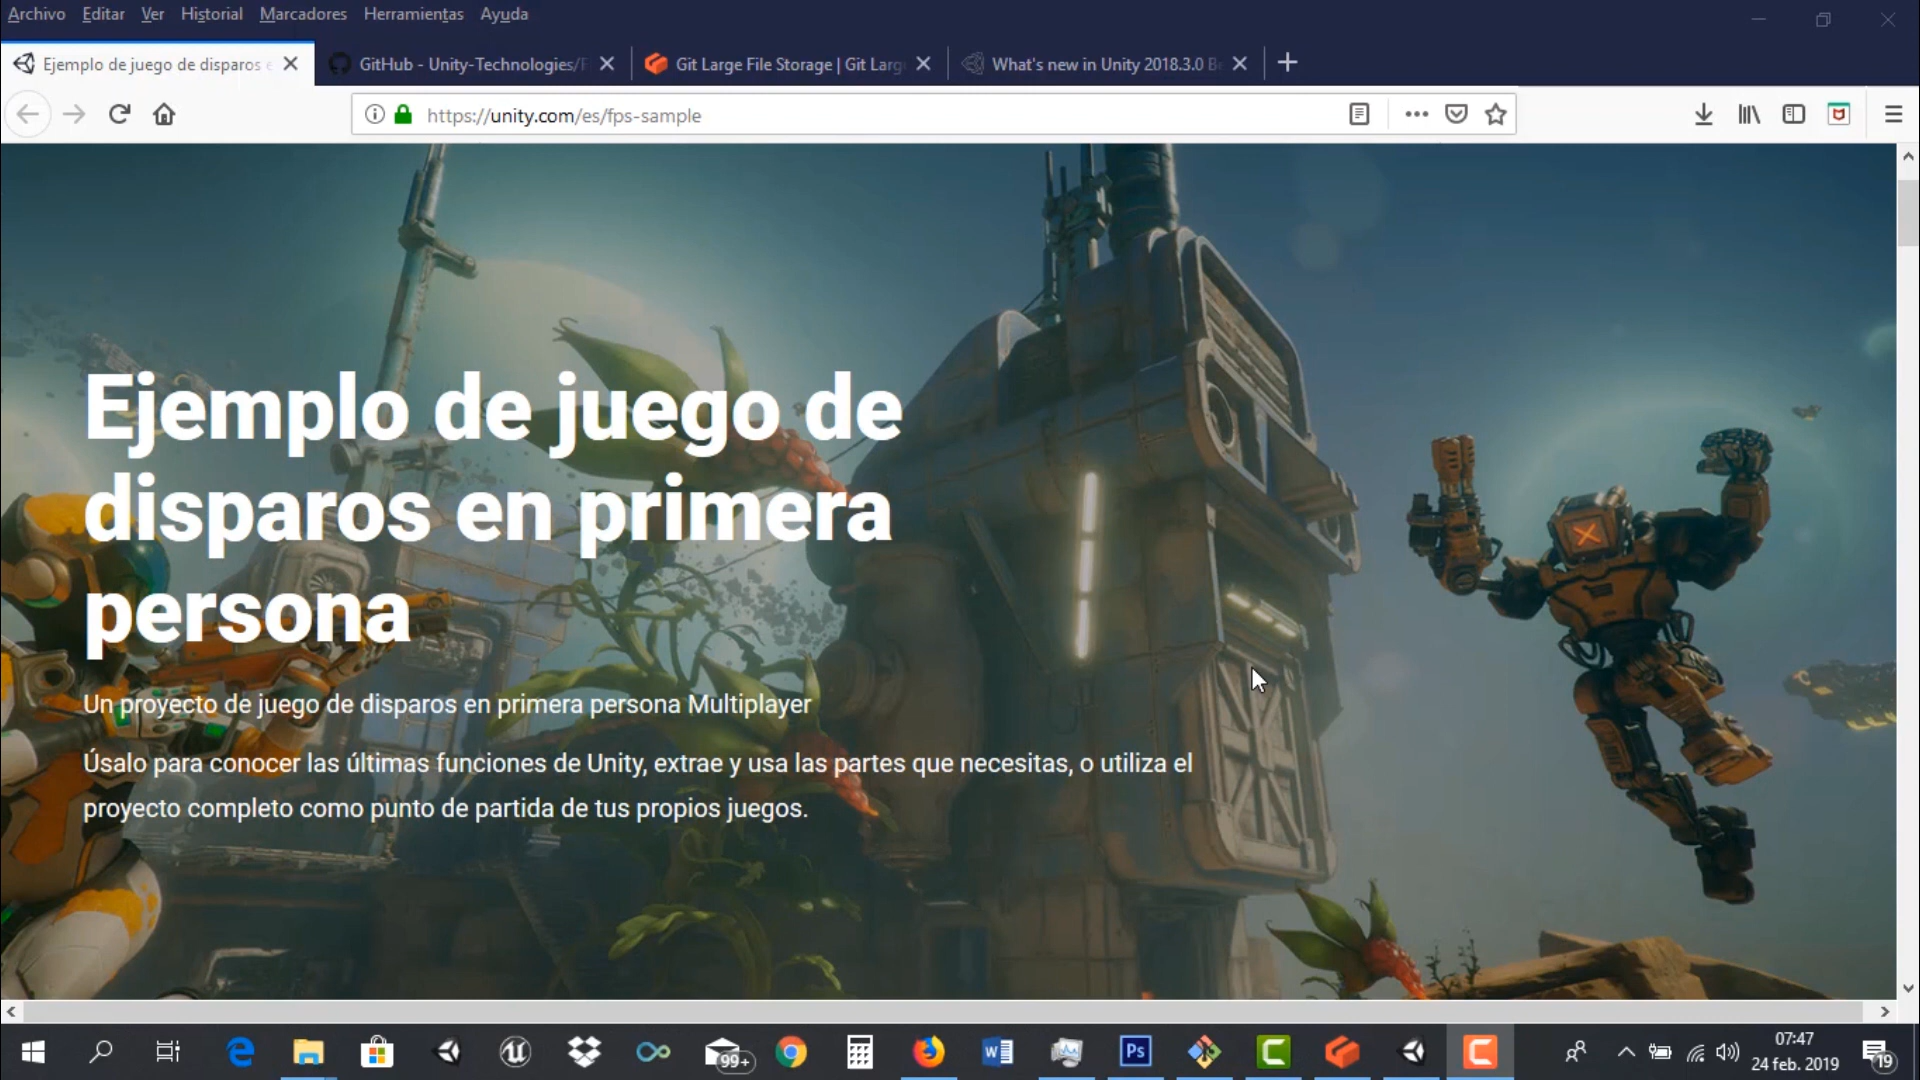 Archivo Editar Ver Historial Marcadores Herramientas Ayuda
Ejemplo de juego de disparos e
GitHub - Unity-Technologies/F
Git Large File Storage | Git Larg
What's new in Unity 2018.3.0 Be
https://unity.com/es/fps-sample
Ejemplo de juego de
disparos en primera
persona
Un proyecto de juego de disparos en primera persona Multiplayer
Úsalo para conocer las últimas funciones de Unity, extrae y usa las partes que necesitas, o utiliza el
proyecto completo como punto de partida de tus propios juegos.
99+
Ps
07:47
24 feb. 2019
19